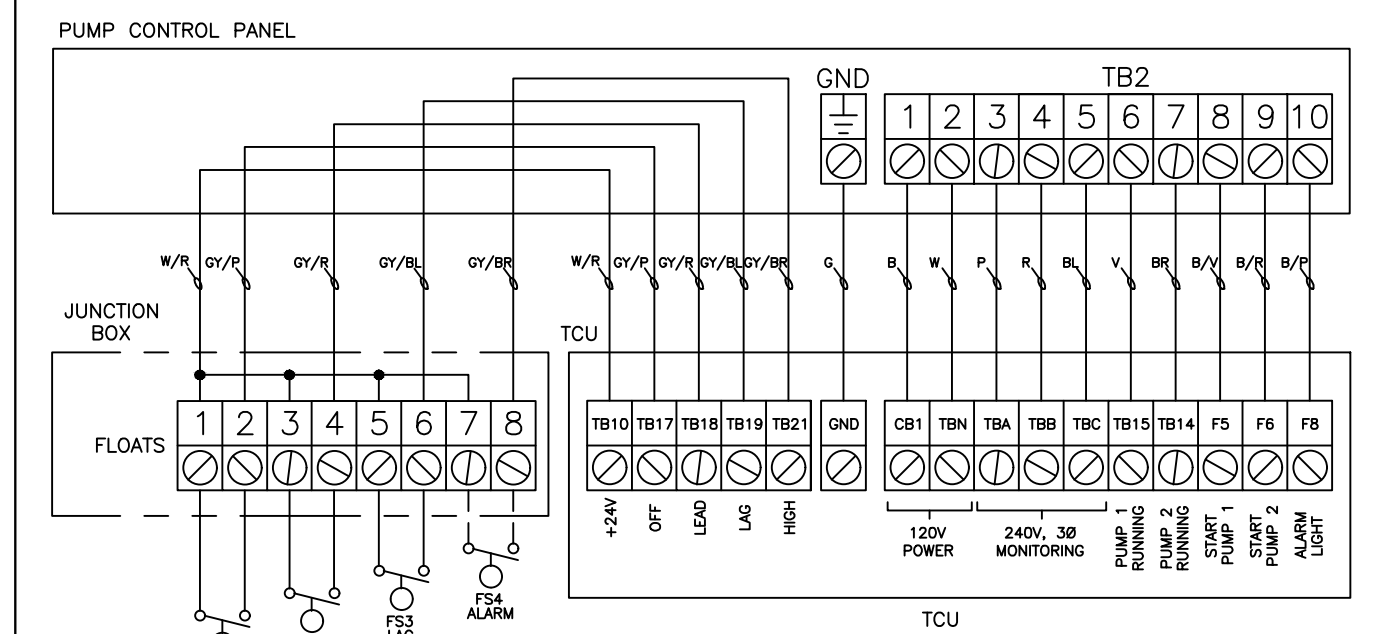 PUMP CONTROL PANEL
GND
TB2
1 2 3 4 5 6 7 8 9 10
W/R GY/P GY/R GY/BL GY/BR W/R GY/P GY/R GY/BL GY/BR G B W P R BL V BR B/V B/R B/P
JUNCTION
BOX
TCU
FLOATS
1 2 3 4 5 6 7 8
TB10 TB17 TB18 TB19 TB21 GND CB1 TBN TBA TBB TBC TB15 TB14 F5 F6 F8
+24V
OFF
LEAD
LAG
HIGH
120V
POWER
240V, 3Ø
MONITORING
PUMP 1
RUNNING
PUMP 2
RUNNING
START
PUMP 1
START
PUMP 2
ALARM
LIGHT
FS4
ALARM
FS3
LAG
TCU